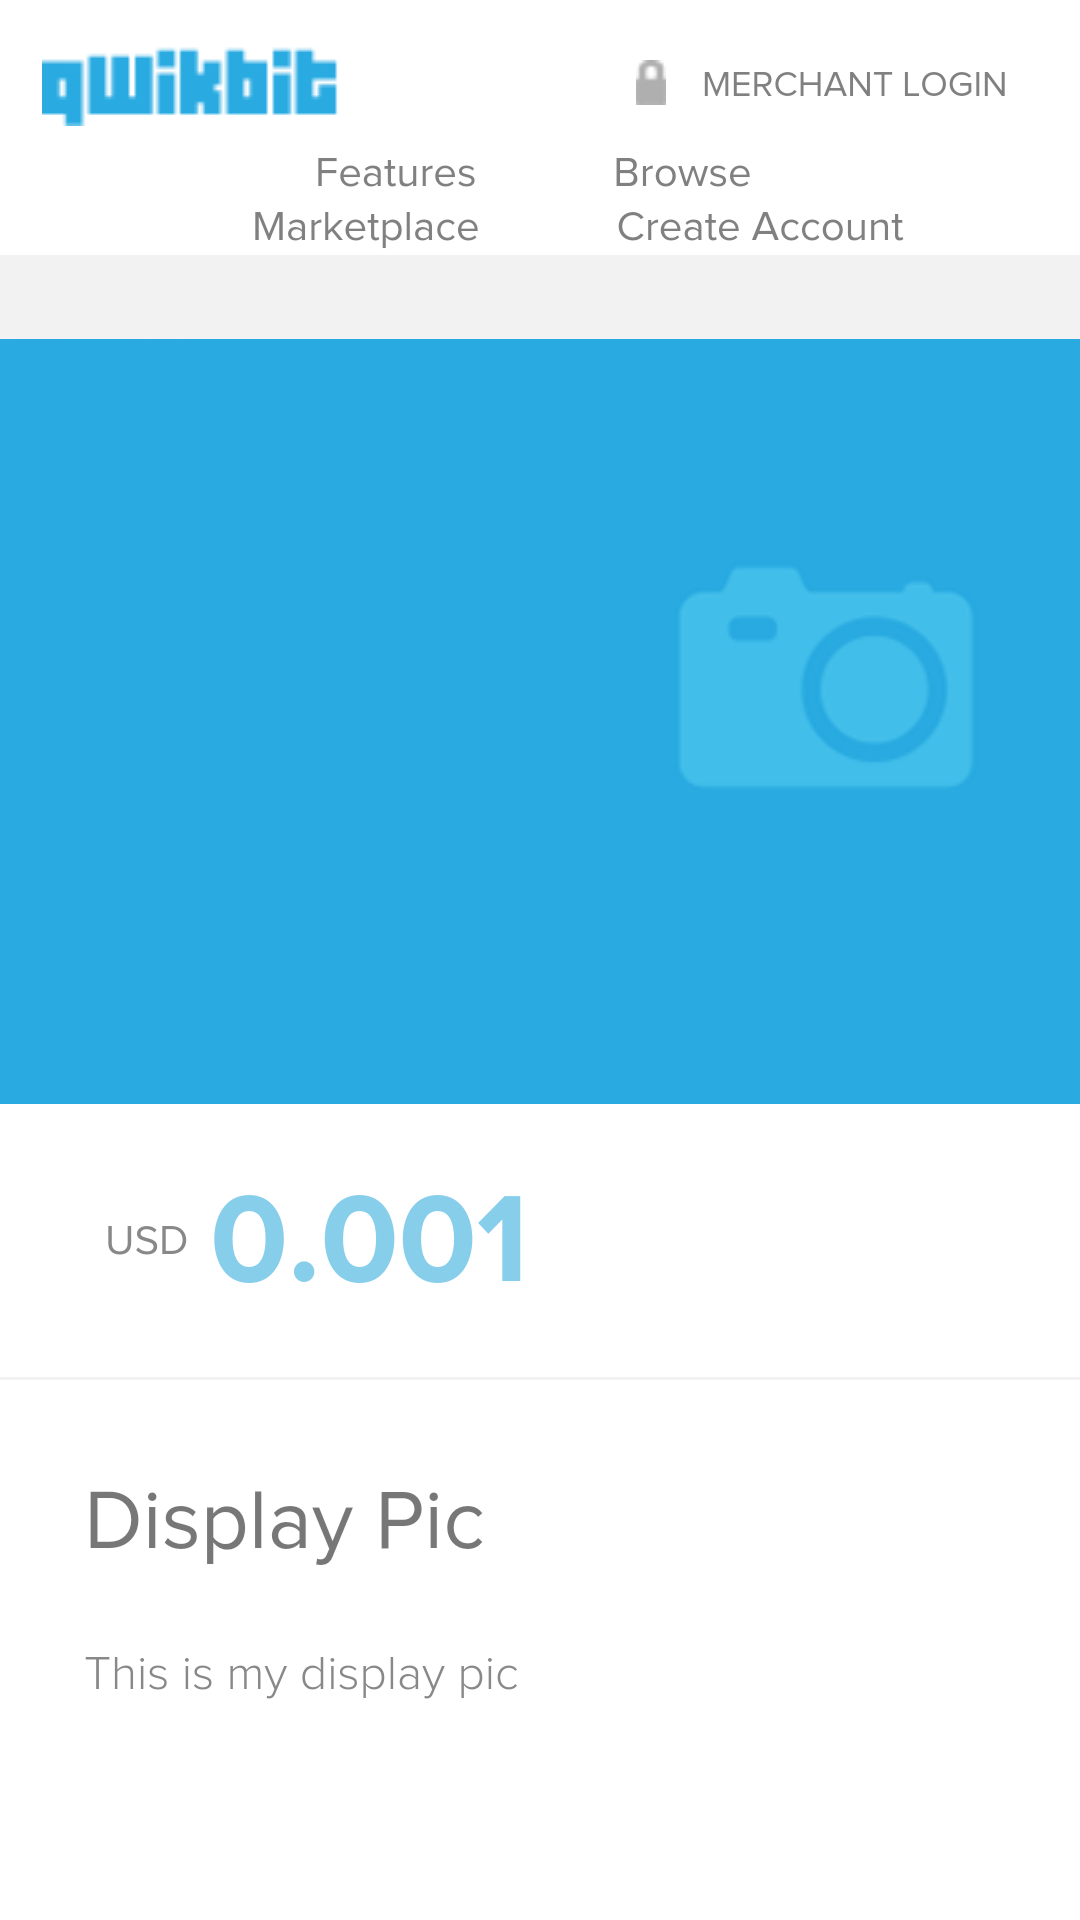 qwikbit
MERCHANT LOGIN
Features
Browse
Marketplace
Create Account
USD 0.001
Display Pic
This is my display pic